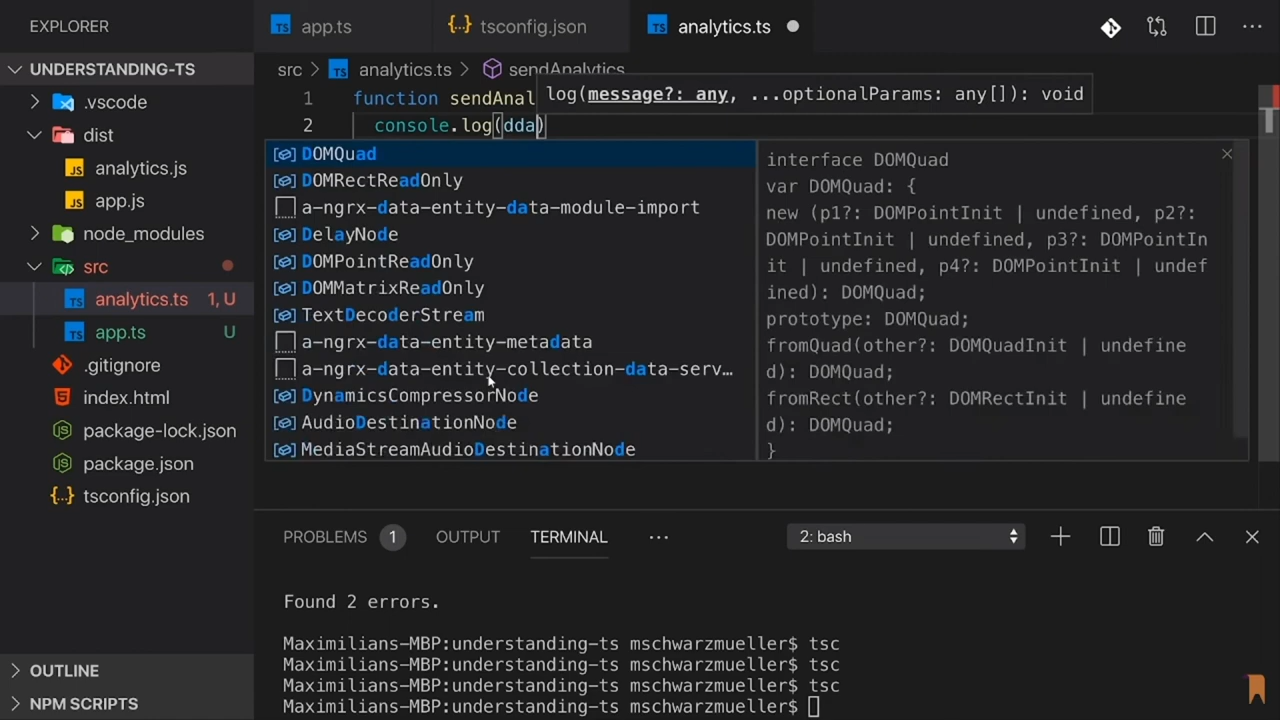 EXPLORER
app.ts
tsconfig.json
analytics.ts
UNDERSTANDING-TS
.vscode
dist
analytics.js
app.js
node_modules
src
analytics.ts 1, U
app.ts U
.gitignore
index.html
package-lock.json
package.json
tsconfig.json
OUTLINE
NPM SCRIPTS
src > TS analytics.ts > sendAnalytics
log(message?: any, ...optionalParams: any[]): void
1 function sendAnal
2 console.log(dda)
DOMQuad
DOMRectReadOnly
a-ngrx-data-entity-data-module-import
DelayNode
DOMPointReadOnly
DOMMatrixReadOnly
TextDecoderStream
a-ngrx-data-entity-metadata
a-ngrx-data-entity-collection-data-serv…
DynamicsCompressorNode
AudioDestinationNode
MediaStreamAudioDestinationNode
interface DOMQuad
var DOMQuad: {
new (p1?: DOMPointInit | undefined, p2?:
DOMPointInit | undefined, p3?: DOMPointIn
it | undefined, p4?: DOMPointInit | undef
ined): DOMQuad;
prototype: DOMQuad;
fromQuad(other?: DOMQuadInit | undefine
d): DOMQuad;
fromRect(other?: DOMRectInit | undefine
d): DOMQuad;
}
PROBLEMS 1 OUTPUT TERMINAL ··· 2: bash
Found 2 errors.
Maximilians-MBP:understanding-ts mschwarzmueller$ tsc
Maximilians-MBP:understanding-ts mschwarzmueller$ tsc
Maximilians-MBP:understanding-ts mschwarzmueller$ tsc
Maximilians-MBP:understanding-ts mschwarzmueller$